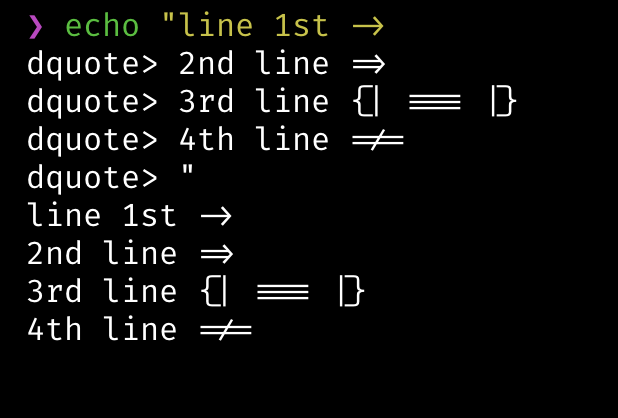 ❯ echo "line 1st ->
dquote> 2nd line =>
dquote> 3rd line {| === |}
dquote> 4th line =/=
dquote> "
line 1st ->
2nd line =>
3rd line {| === |}
4th line =/=